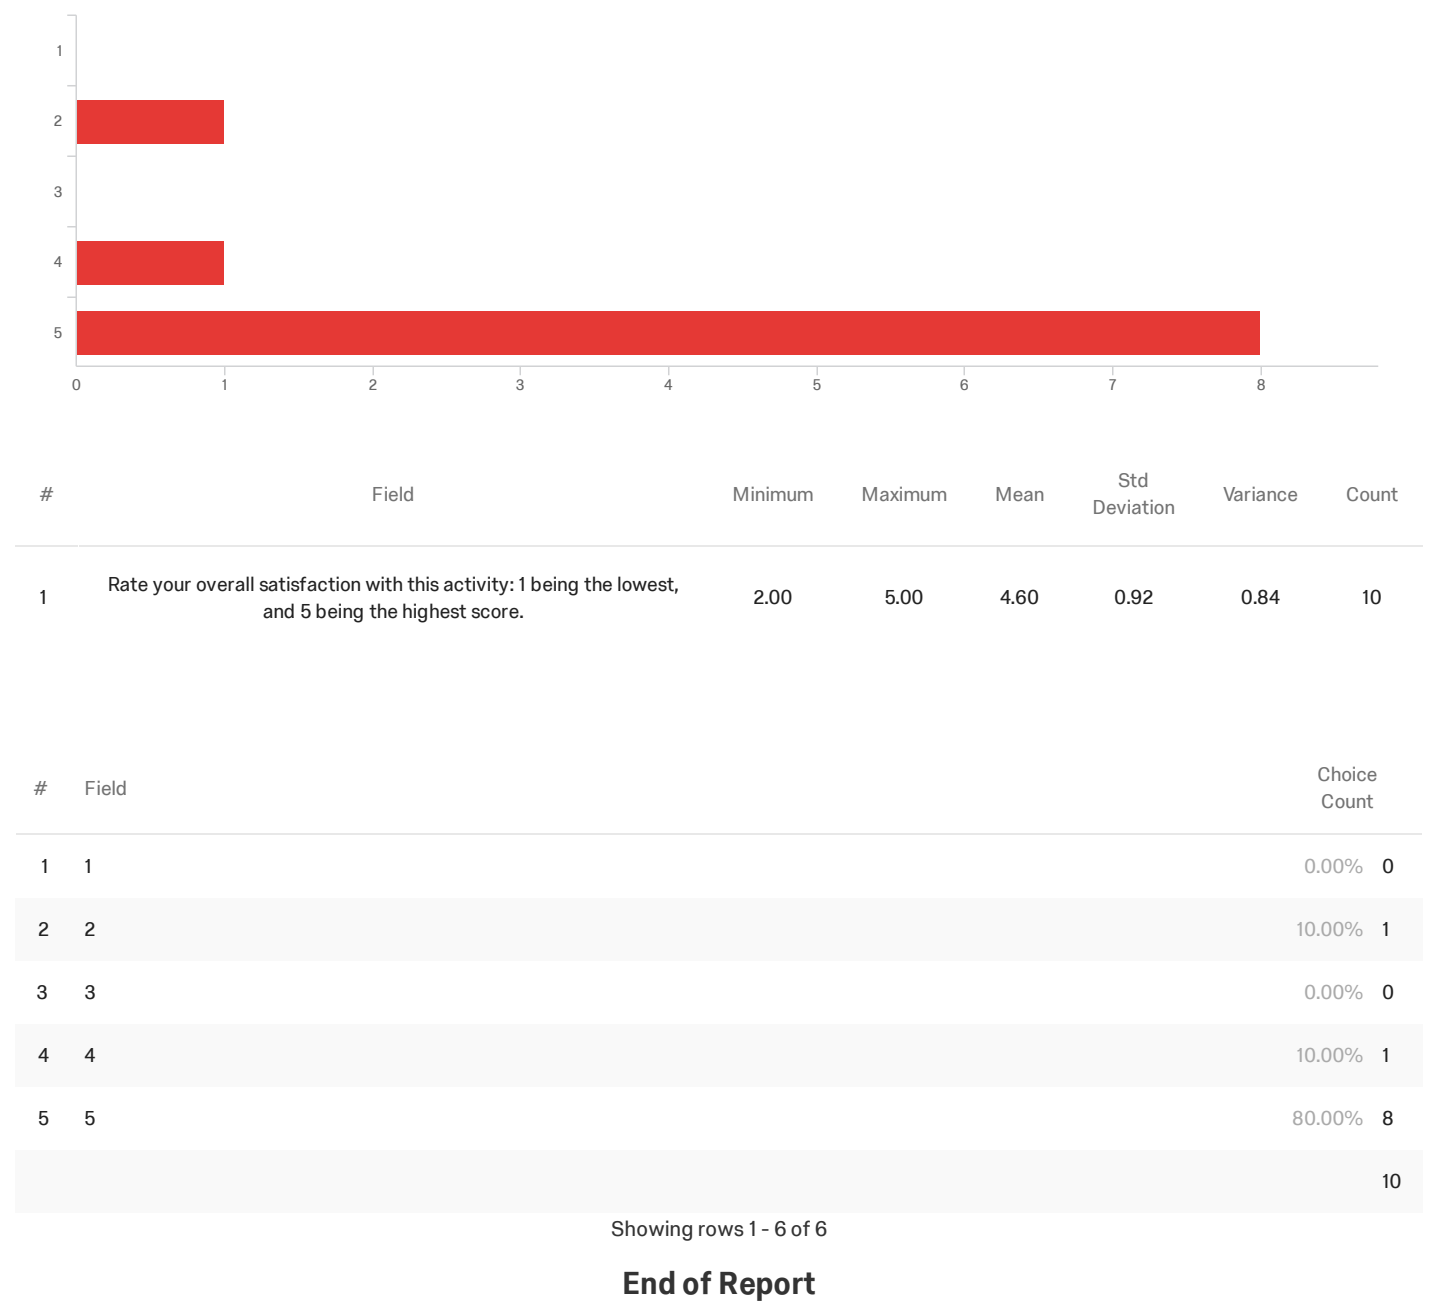 1
2
3
4
5
0 1 2 3 4 5 6 7 8
# Field Minimum Maximum Mean Std Deviation Variance Count
1 Rate your overall satisfaction with this activity: 1 being the lowest, 2.00 5.00 4.60 0.92 0.84 10
and 5 being the highest score.
# Field Choice
Count
1 1 0.00% 0
2 2 10.00% 1
3 3 0.00% 0
4 4 10.00% 1
5 5 80.00% 8
10
Showing rows 1 - 6 of 6
End of Report